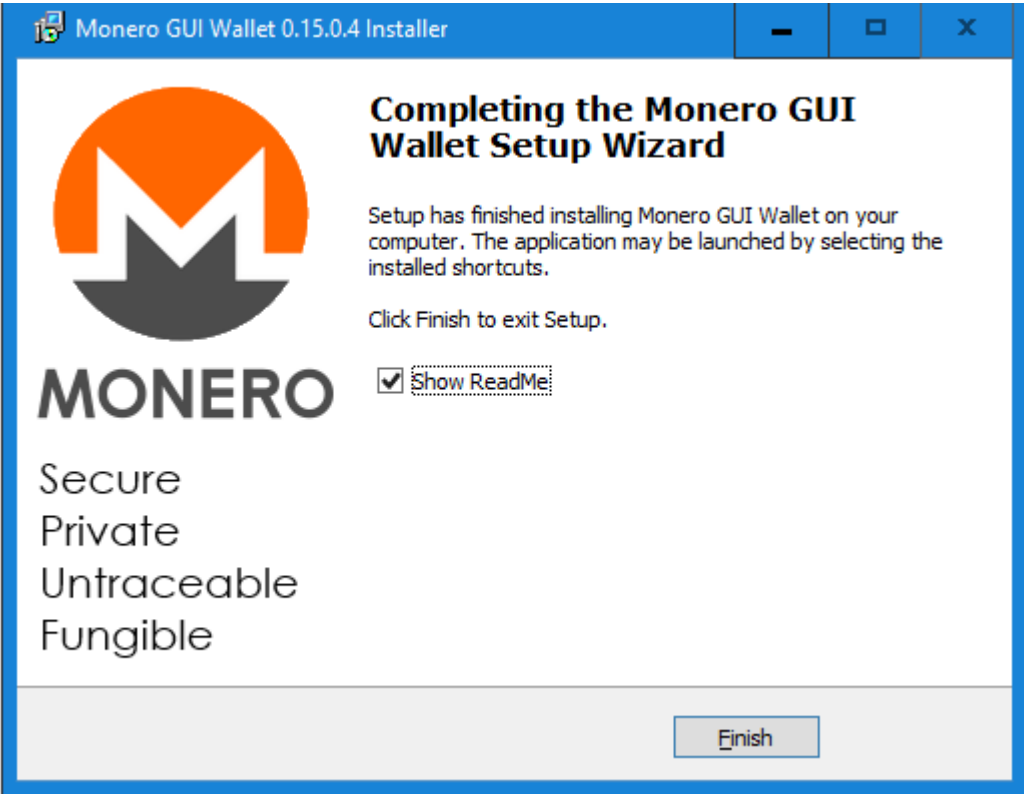 Monero GUI Wallet 0.15.0.4 Installer
Completing the Monero GUI
Wallet Setup Wizard
Setup has finished installing Monero GUI Wallet on your
computer. The application may be launched by selecting the
installed shortcuts.
Click Finish to exit Setup.
Show ReadMe
MONERO
Secure
Private
Untraceable
Fungible
Finish